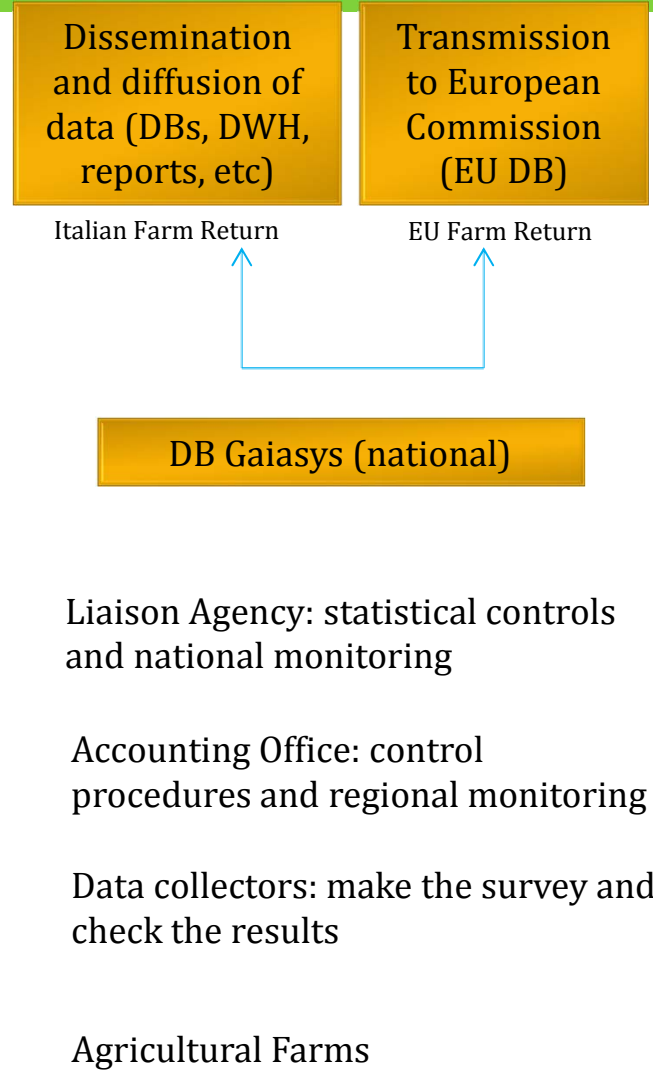 Dissemination
and diffusion of
data (DBs, DWH,
reports, etc)
Transmission
to European
Commission
(EU DB)
Italian Farm Return
EU Farm Return
DB Gaiasys (national)
Liaison Agency: statistical controls
and national monitoring
Accounting Office: control
procedures and regional monitoring
Data collectors: make the survey and
check the results
Agricultural Farms